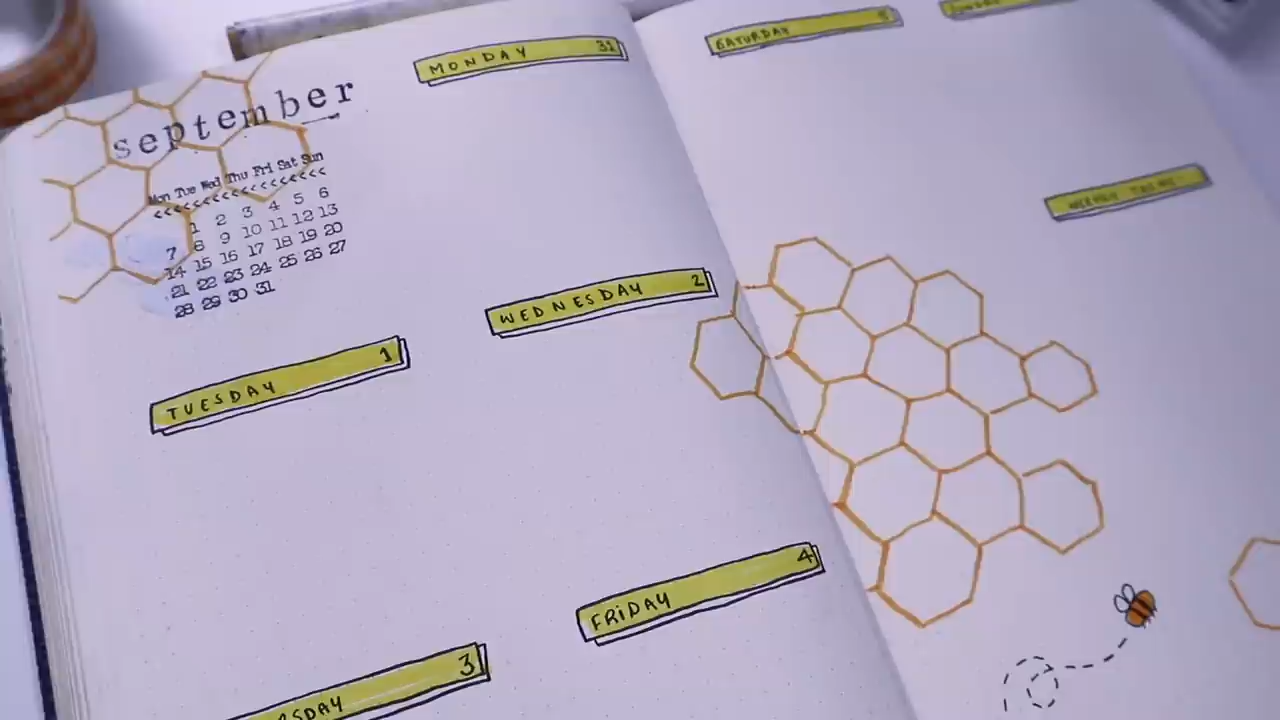 september
Mon Tue Wed Thu Fri Sat Sun
<<<<<<<<<<<<<<<<<<<
1 2 3 4 5 6
7 8 9 10 11 12 13
14 15 16 17 18 19 20
21 22 23 24 25 26 27
28 29 30 31
MONDAY 31
TUESDAY 1
WEDNESDAY 2
3
FRiDAY 4
SATURDAY